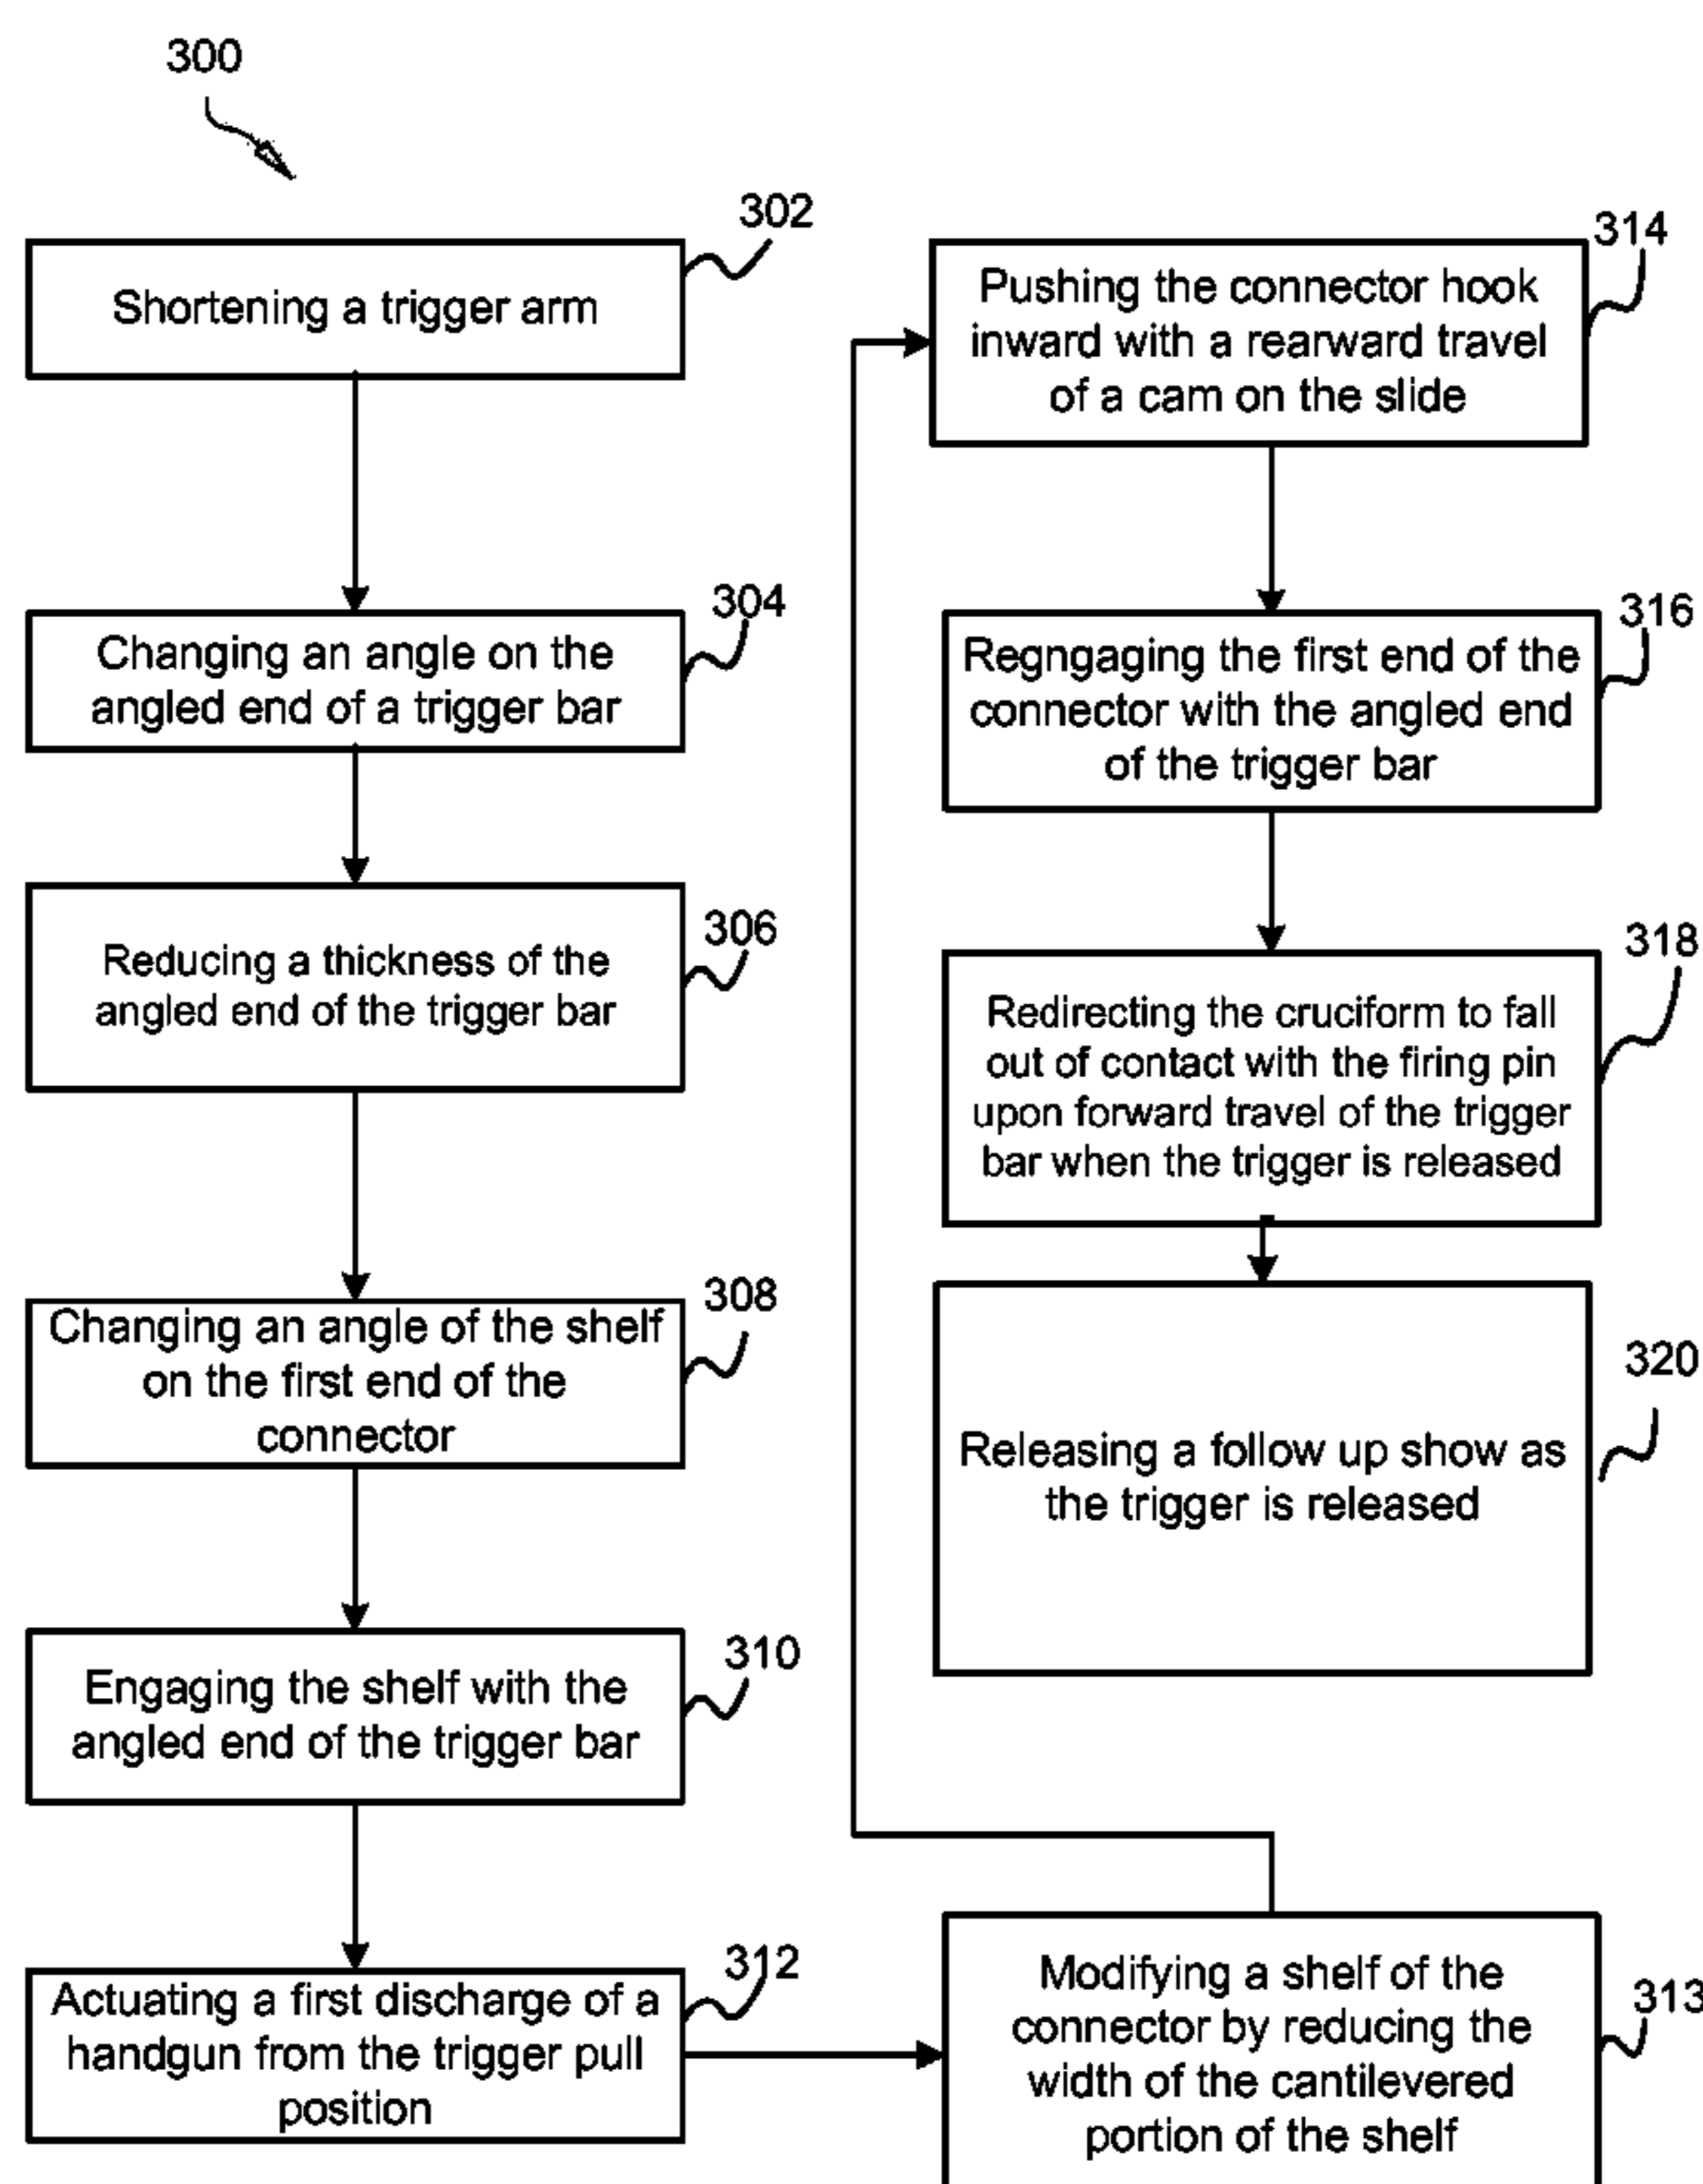 300
302
Shortening a trigger arm
304
Changing an angle on the
angled end of a trigger bar
306
Reducing a thickness of the
angled end of the trigger bar
308
Changing an angle of the shelf
on the first end of the
connector
310
Engaging the shelf with the
angled end of the trigger bar
312
Actuating a first discharge of a
handgun from the trigger pull
position
313
Modifying a shelf of the
connector by reducing the
width of the cantilevered
portion of the shelf
314
Pushing the connector hook
inward with a rearward travel
of a cam on the slide
316
Regngaging the first end of the
connector with the angled end
of the trigger bar
318
Redirecting the cruciform to fall
out of contact with the firing pin
upon forward travel of the trigger
bar when the trigger is released
320
Releasing a follow up show as
the trigger is released